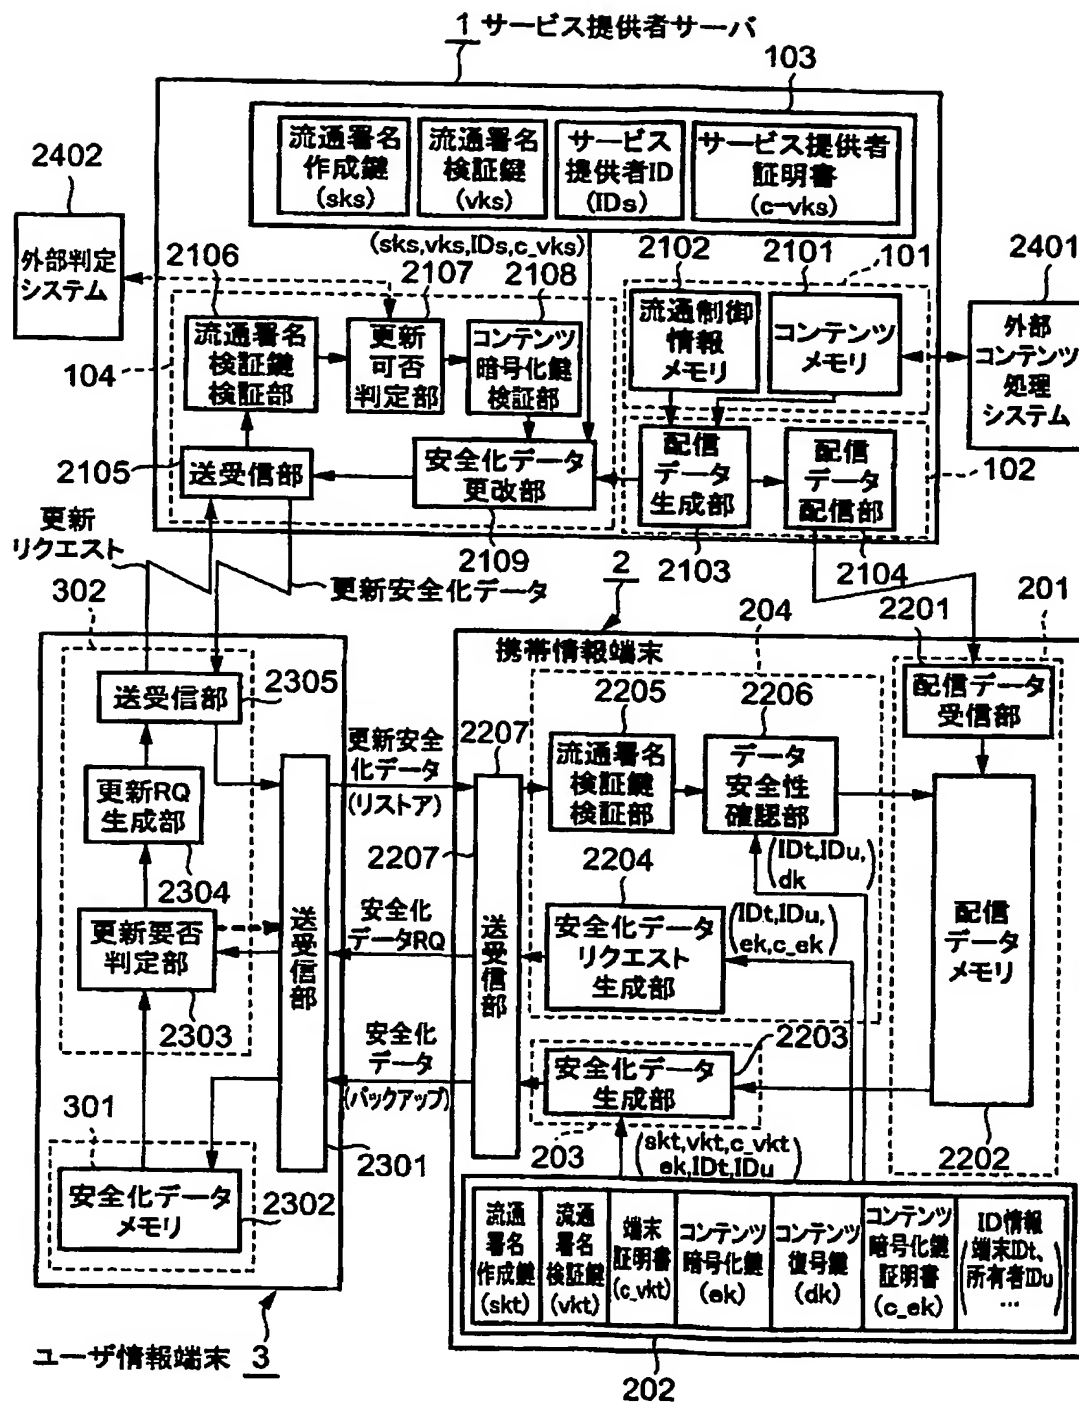 1 サービス提供者サーバ
103
流通署名
作成鍵
(sks)
流通署名
検証鍵
(vks)
サービス
提供者ID
(IDs)
サービス提供者
証明書
(c-vks)
2402
外部判定
システム
(sks,vks,IDs,c_vks)
2106
2107
2108
2102
2101
101
2401
流通署名
検証鍵
検証部
更新
可否
判定部
コンテンツ
暗号化鍵
検証部
流通制御
情報
メモリ
コンテンツ
メモリ
外部
コンテンツ
処理
システム
104
2105
送受信部
安全化データ
更改部
配信
データ
生成部
配信
データ
配信部
102
更新
リクエスト
2109
2103
2104
更新安全化データ
302
2
204
2201
201
携帯情報端末
送受信部
2305
2205
2206
配信データ
受信部
2207
更新安全
化データ
(リストア)
流通署名
検証鍵
検証部
データ
安全性
確認部
更新RQ
生成部
2304
2207
2204
(IDt,IDu,
dk)
安全化
データRQ
(IDt,IDu,
ek,c_ek)
更新要否
判定部
送受信部
送受信部
安全化データ
リクエスト
生成部
配信
データ
メモリ
2303
安全化
データ
(バックアップ)
2203
安全化データ
生成部
301
2301
203
(skt,vkt,c_vkt
ek,IDt,IDu)
2202
安全化データ
メモリ
2302
流通
署名
作成鍵
(skt)
流通
署名
検証鍵
(vkt)
端末
証明書
(c_vkt)
コンテンツ
暗号化鍵
(ek)
コンテンツ
復号鍵
(dk)
コンテンツ
暗号化鍵
証明書
(c_ek)
ID情報
(端末IDt、
所有者IDu
…)
ユーザ情報端末 3
202